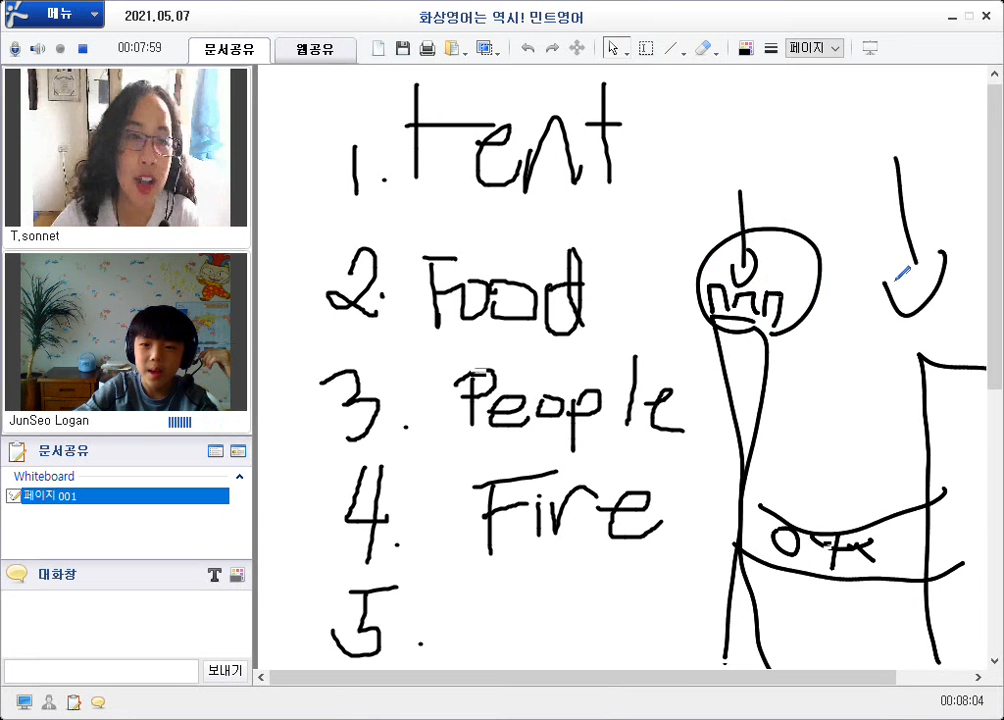 메뉴
2021.05.07
화상영어는 역시! 민트영어
00:07:59
문서공유
웹공유
페이지
T.sonnet
JunSeo Logan
문서공유
Whiteboard
페이지 001
대화창
T
보내기
1. tent
2. Food
3. People
4. Fire
5.
00:08:04